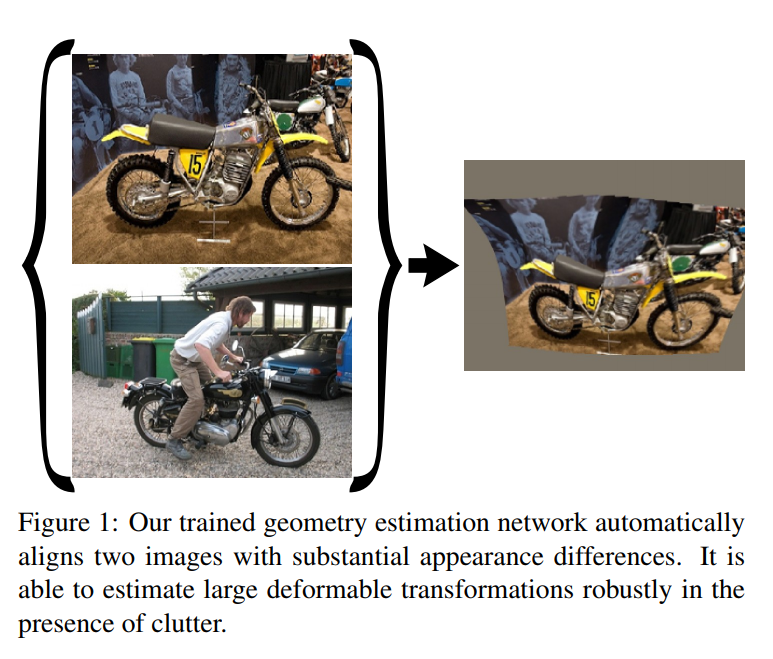 15
15
Figure 1: Our trained geometry estimation network automatically
aligns two images with substantial appearance differences. It is
able to estimate large deformable transformations robustly in the
presence of clutter.